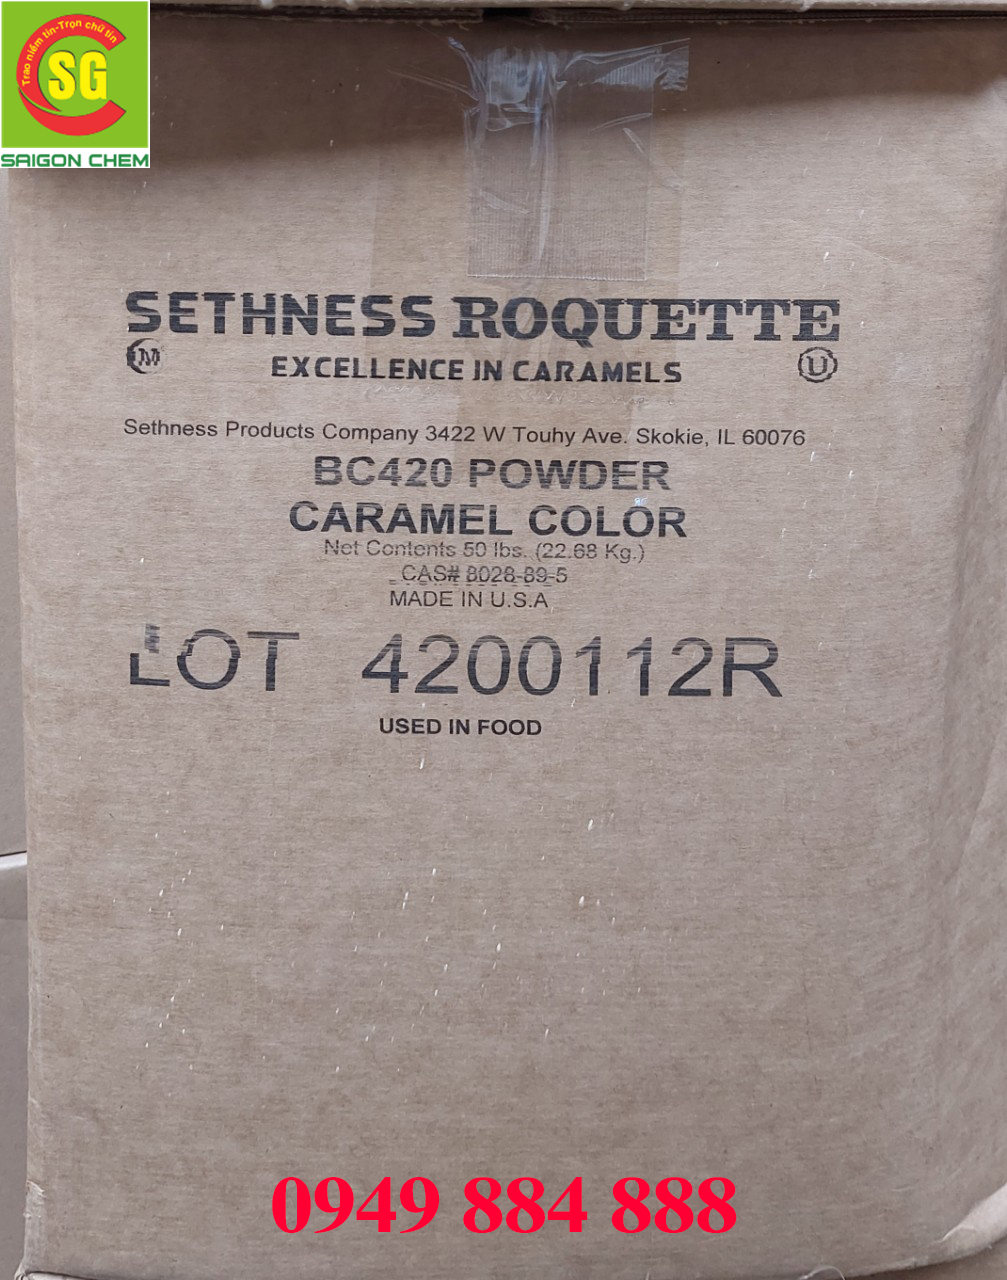 Trao niềm tin-Trọn chữ tín
SG
SAIGON CHEM
SETHNESS ROQUETTE
M
U
EXCELLENCE IN CARAMELS
Sethness Products Company 3422 W Touhy Ave. Skokie, IL 60076
BC420 POWDER
CARAMEL COLOR
Net Contents 50 lbs. (22.68 Kg.)
CAS# 8028-89-5
MADE IN U.S.A
LOT 4200112R
USED IN FOOD
0949 884 888